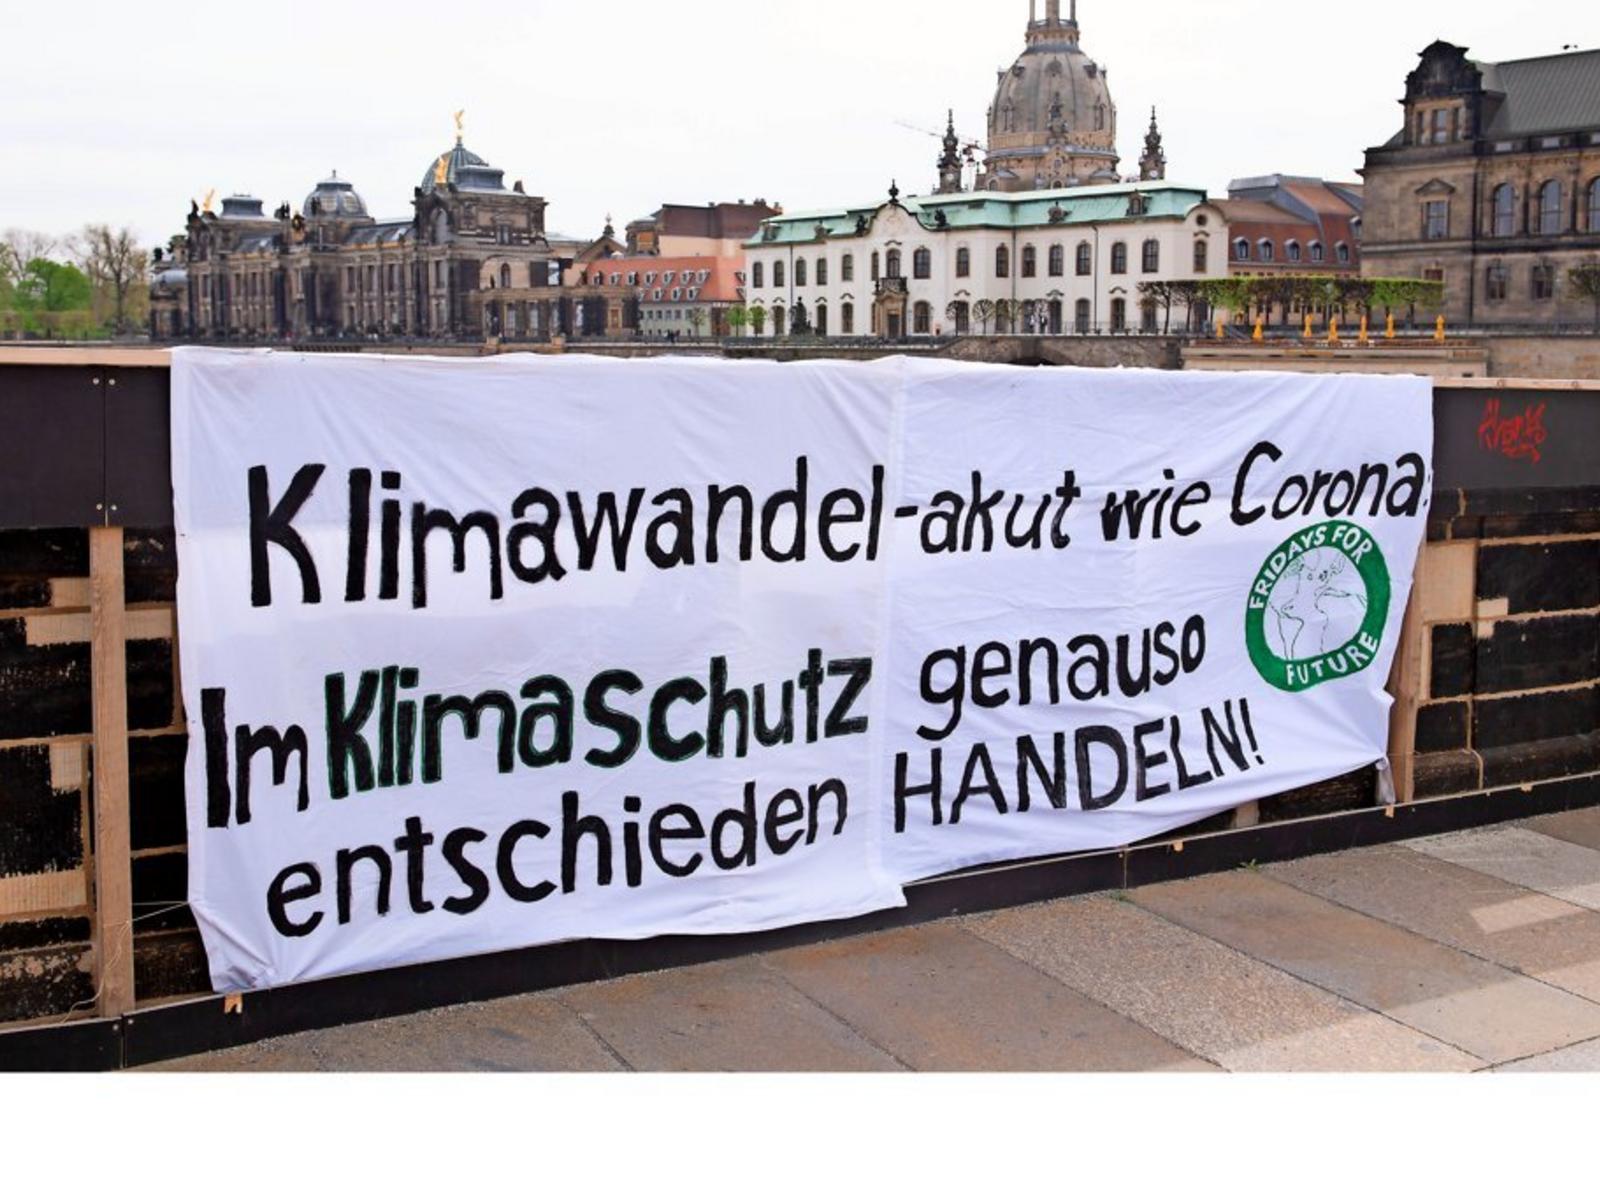 Klimawandel-akut wie Corona:
FRIDAYS FOR
FUTURE
Im Klimaschutz genauso
entschieden HANDELN!